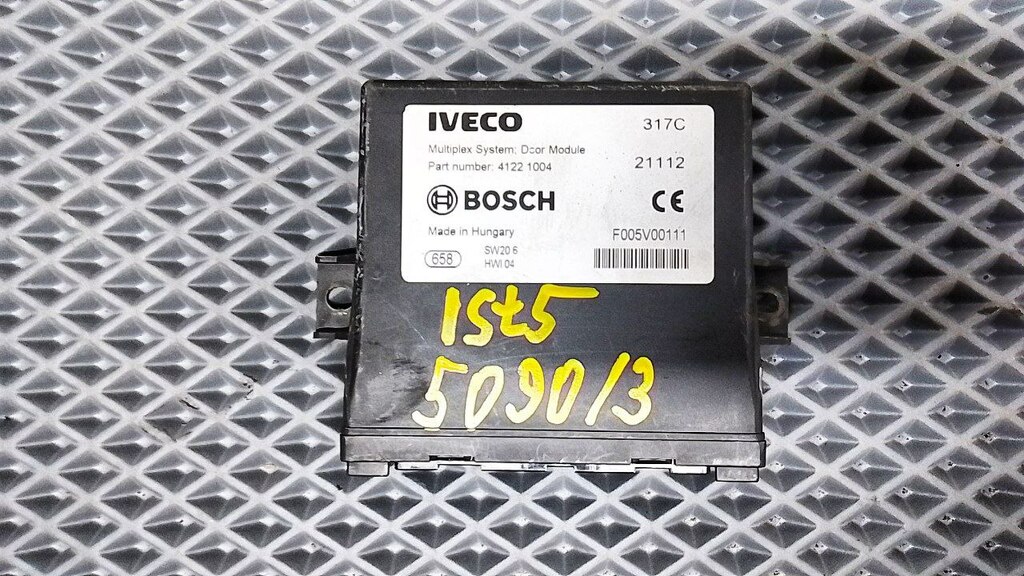 IVECO 317C
Multiplex System: Door Module
Part number: 4122 1004 21112
BOSCH CE
Made in Hungary F005V00111
658 SW20 6
HWI 04
1st5
5090/3